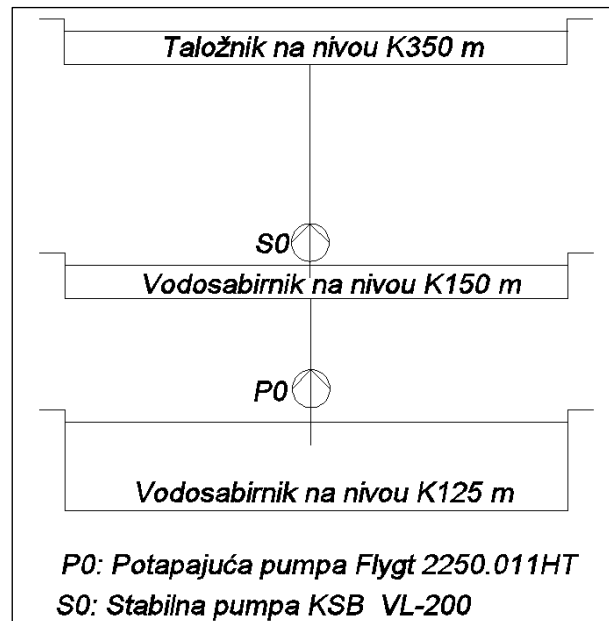 Taložnik na nivou K350 m
S0
Vodosabirnik na nivou K150 m
P0
Vodosabirnik na nivou K125 m
P0: Potapajuća pumpa Flygt 2250.011HT
S0: Stabilna pumpa KSB VL-200